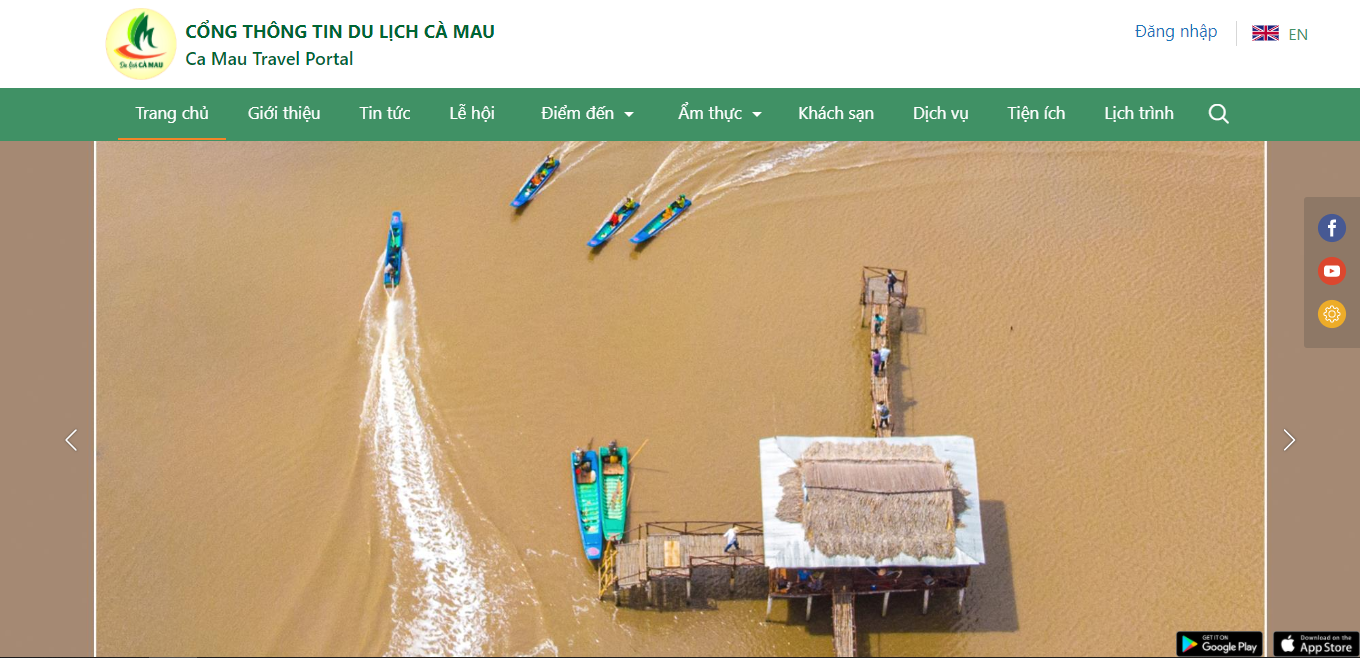 Du lịch CÀ MAU
CỔNG THÔNG TIN DU LỊCH CÀ MAU
Ca Mau Travel Portal
Đăng nhập
EN
Trang chủ
Giới thiệu
Tin tức
Lễ hội
Điểm đến
Ẩm thực
Khách sạn
Dịch vụ
Tiện ích
Lịch trình
GET IT ON
Google Play
Download on the
App Store